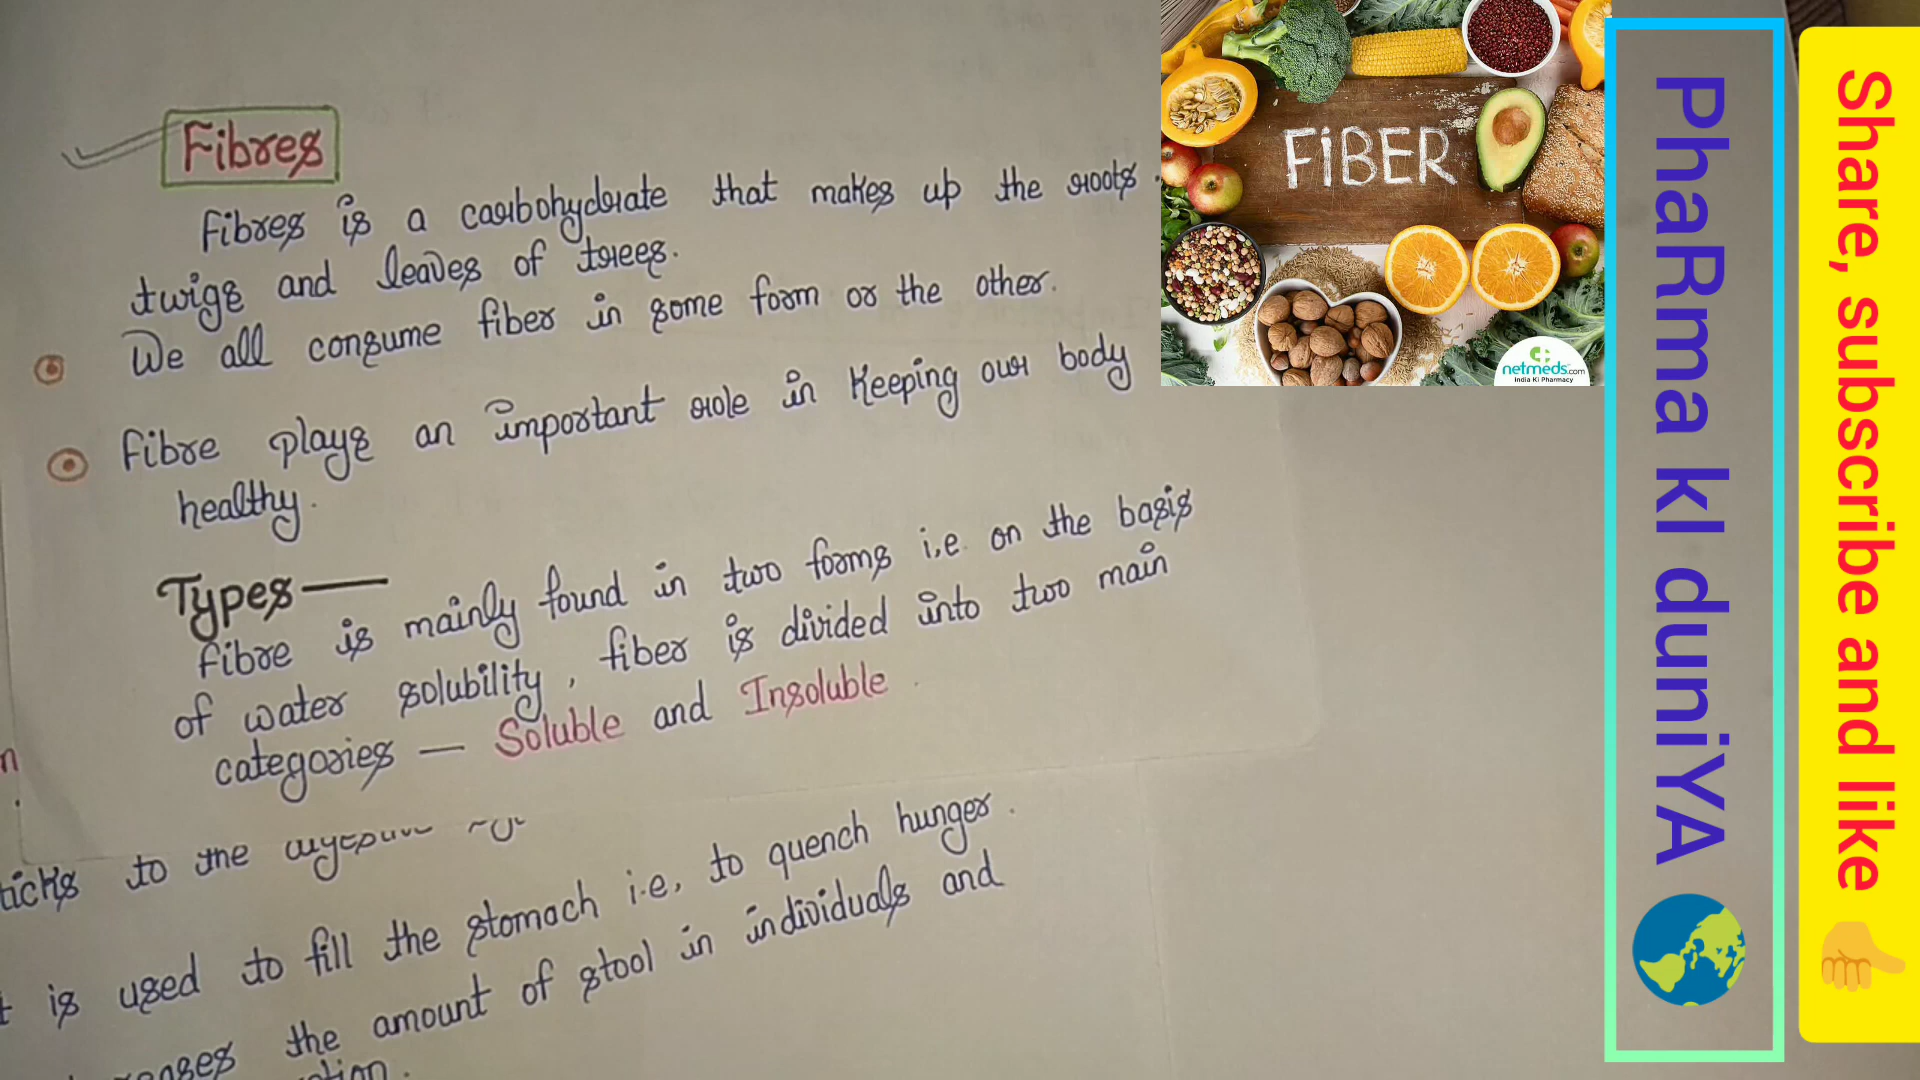 Fibres
Fibres is a carbohydrate that makes up the roots.
twigs and leaves of trees.
We all consume fiber in some form or the other.
Fibre plays an important role in keeping our body
healthy.
Types —
Fibre is mainly found in two forms i.e. on the basis
of water solubility, fiber is divided into two main
categories — Soluble and Insoluble.
to the
is used to fill the stomach i.e, to quench hunger.
the amount of stool in individuals and
FiBER
netmeds.com
India Ki Pharmacy
PhaRma kI duniYA
Share, subscribe and like